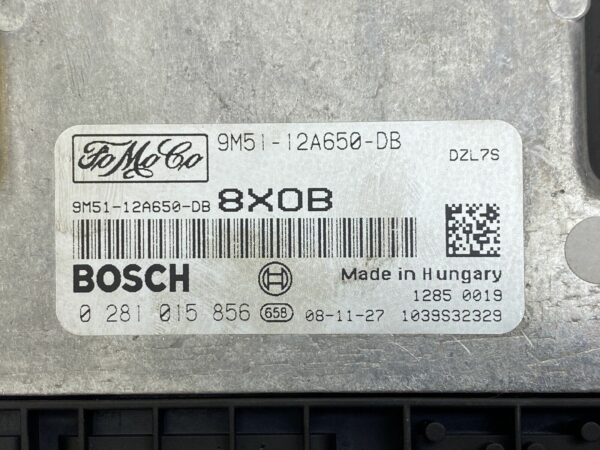 FoMoCo 9M51-12A650-DB
DZL7S
9M51-12A650-DB 8X0B
BOSCH Made in Hungary
1285 0019
0 281 015 856 658 08-11-27 1039S32329